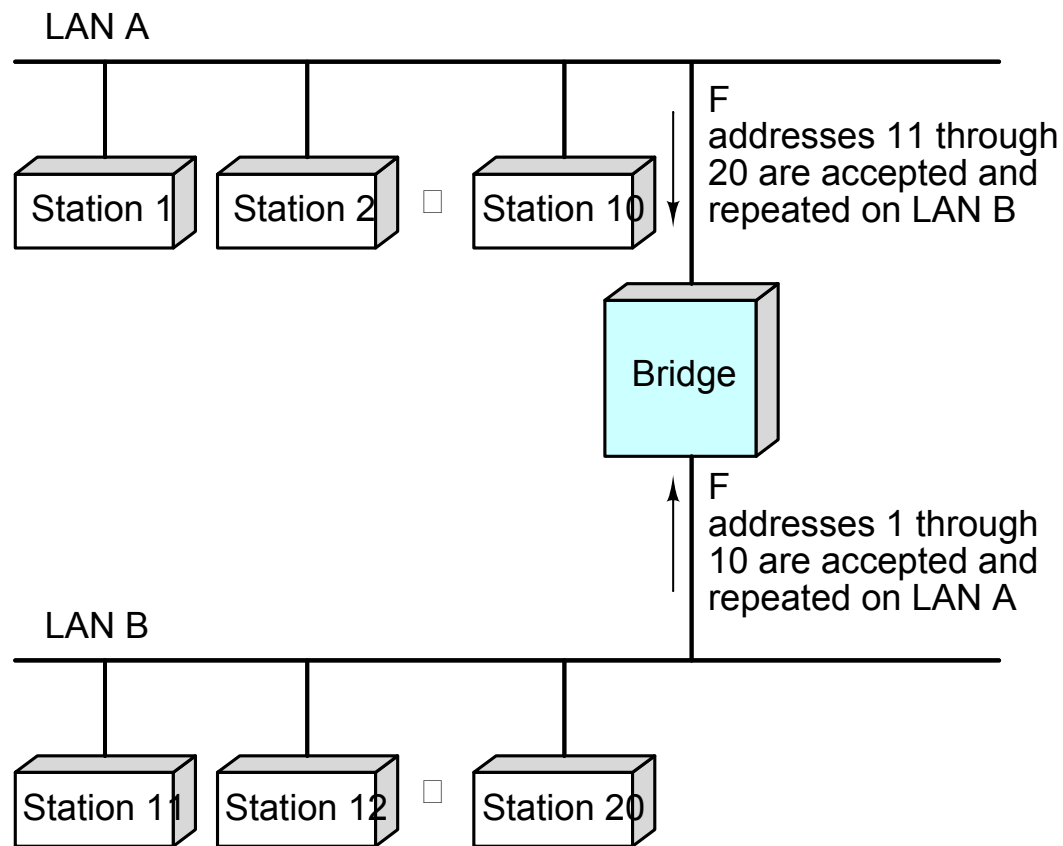 LAN A
F
addresses 11 through
20 are accepted and
repeated on LAN B
Station 1
Station 2
Station 10
Bridge
F
addresses 1 through
10 are accepted and
repeated on LAN A
LAN B
Station 11
Station 12
Station 20